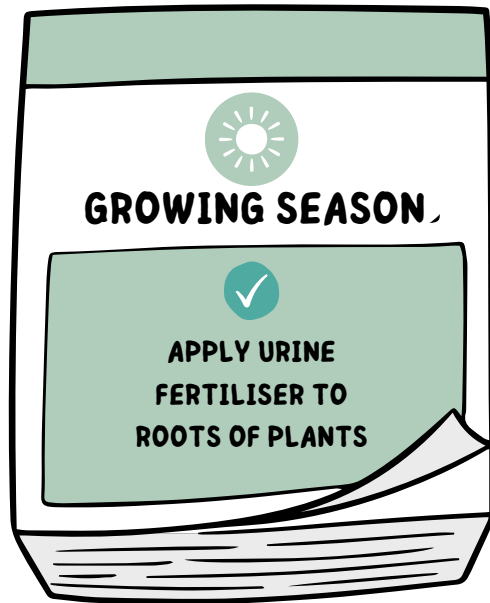 GROWING SEASON
APPLY URINE
FERTILISER TO
ROOTS OF PLANTS